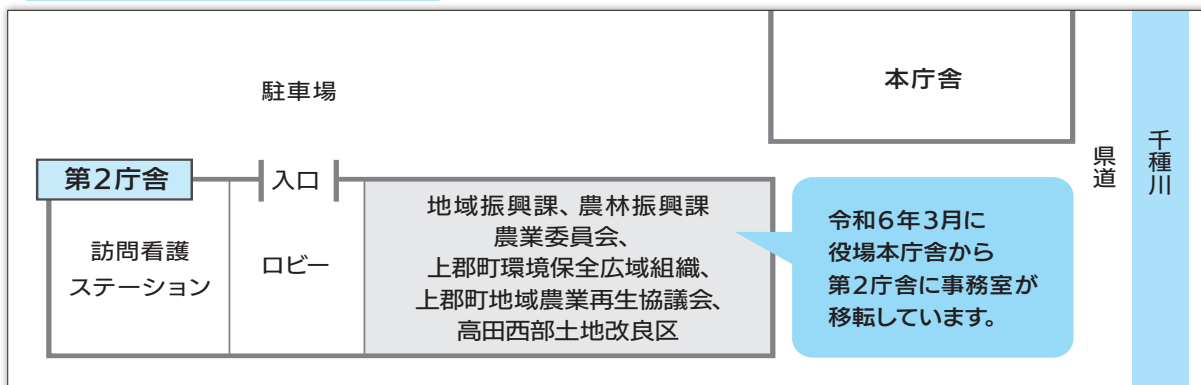 本庁舎
駐車場
県道
千種川
第2庁舎
入口
訪問看護
ステーション
ロビー
地域振興課、農林振興課
農業委員会、
上郡町環境保全広域組織、
上郡町地域農業再生協議会、
高田西部土地改良区
令和6年3月に
役場本庁舎から
第2庁舎に事務室が
移転しています。